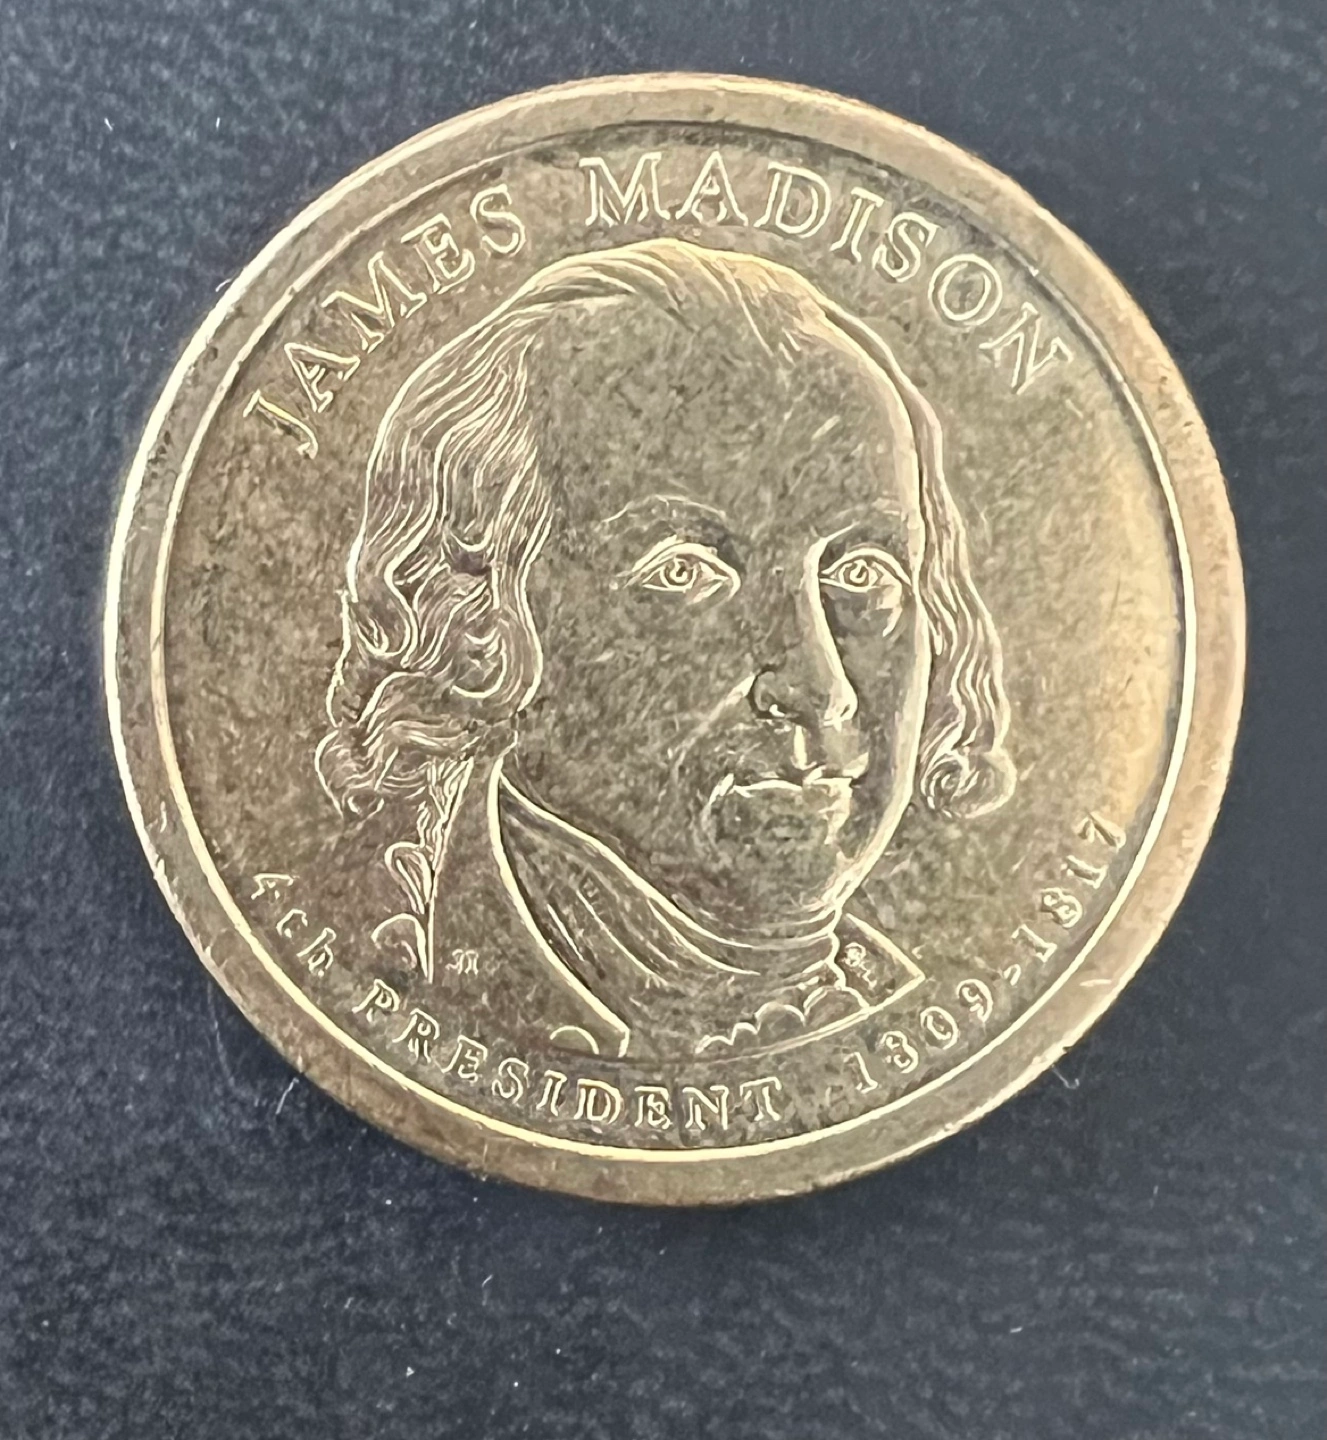 JAMES MADISON
4th PRESIDENT 1809-1817